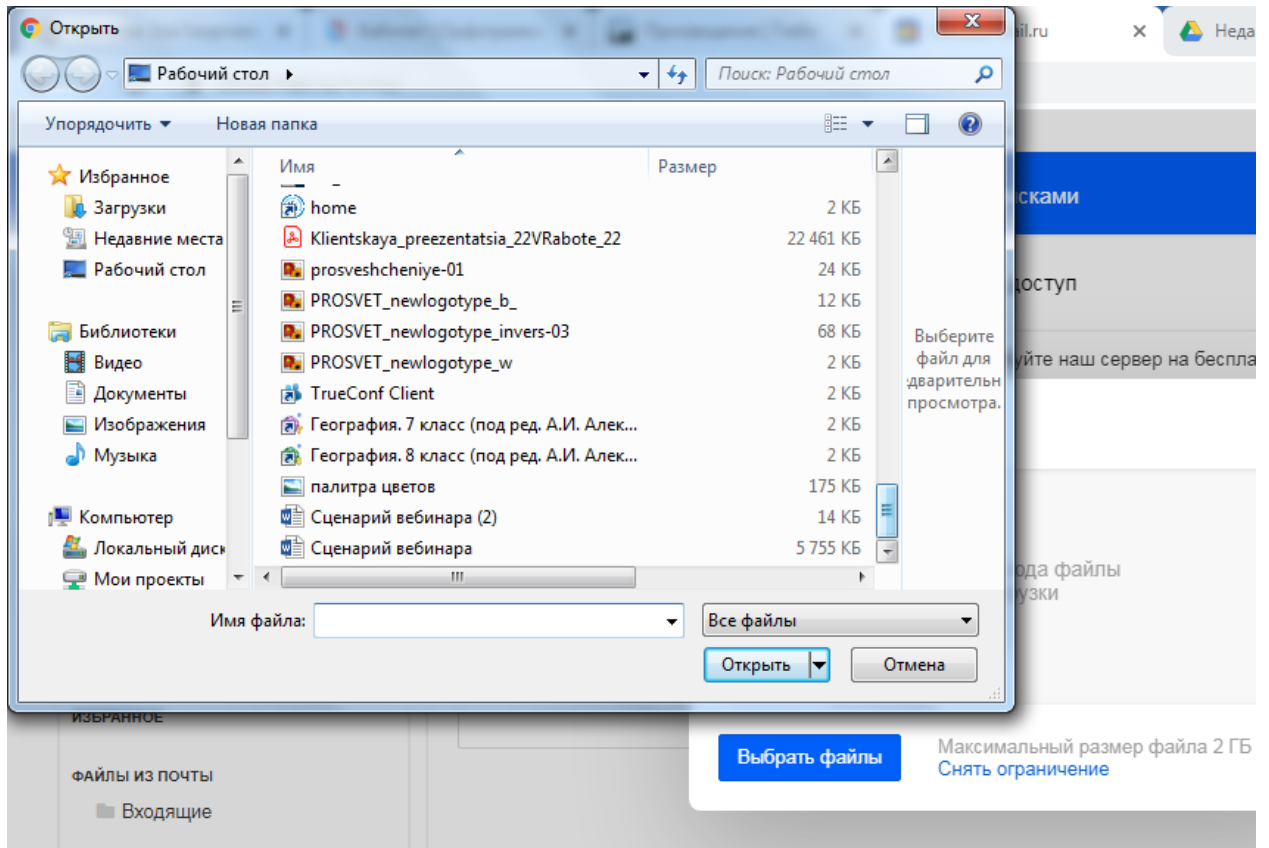 Открыть
il.ru
Неда
Рабочий стол
Поиск: Рабочий стол
Упорядочить
Новая папка
Избранное
Загрузки
Недавние места
Рабочий стол
Библиотеки
Видео
Документы
Изображения
Музыка
Компьютер
Локальный диск
Мои проекты
Имя
Размер
home
2 КБ
Klientskaya_preezentatsia_22VRabote_22
22 461 КБ
prosveshcheniye-01
24 КБ
PROSVET_newlogotype_b_
12 КБ
PROSVET_newlogotype_invers-03
68 КБ
PROSVET_newlogotype_w
2 КБ
TrueConf Client
2 КБ
География. 7 класс (под ред. А.И. Алек...
2 КБ
География. 8 класс (под ред. А.И. Алек...
2 КБ
палитра цветов
175 КБ
Сценарий вебинара (2)
14 КБ
Сценарий вебинара
5 755 КБ
Выберите
файл для
дварительн
просмотра.
Имя файла:
Все файлы
Открыть
Отмена
сками
доступ
уйте наш сервер на беспла
ода файлы
узки
ИЗБРАННОЕ
ФАЙЛЫ ИЗ ПОЧТЫ
Входящие
Выбрать файлы
Максимальный размер файла 2 ГБ
Снять ограничение